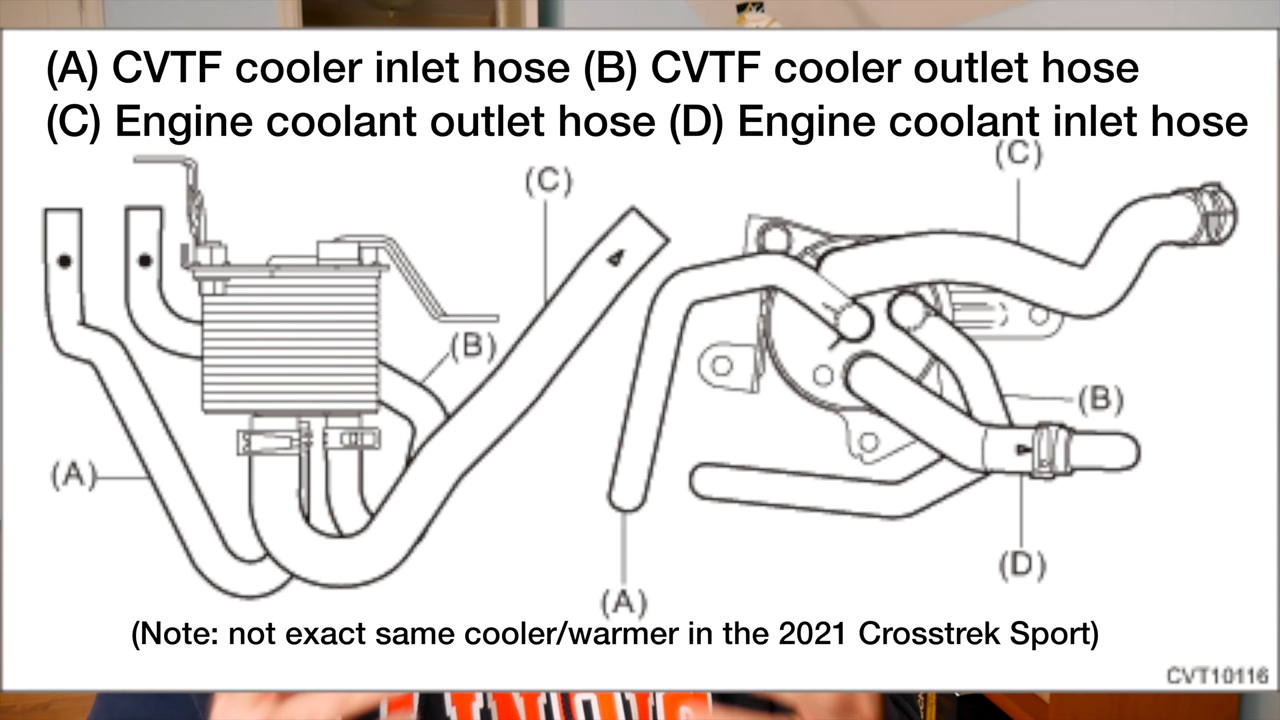 (A) CVTF cooler inlet hose (B) CVTF cooler outlet hose
(C) Engine coolant outlet hose (D) Engine coolant inlet hose
(C)
(C)
(B)
(B)
(A)
(D)
(A)
(Note: not exact same cooler/warmer in the 2021 Crosstrek Sport)
CVT10116